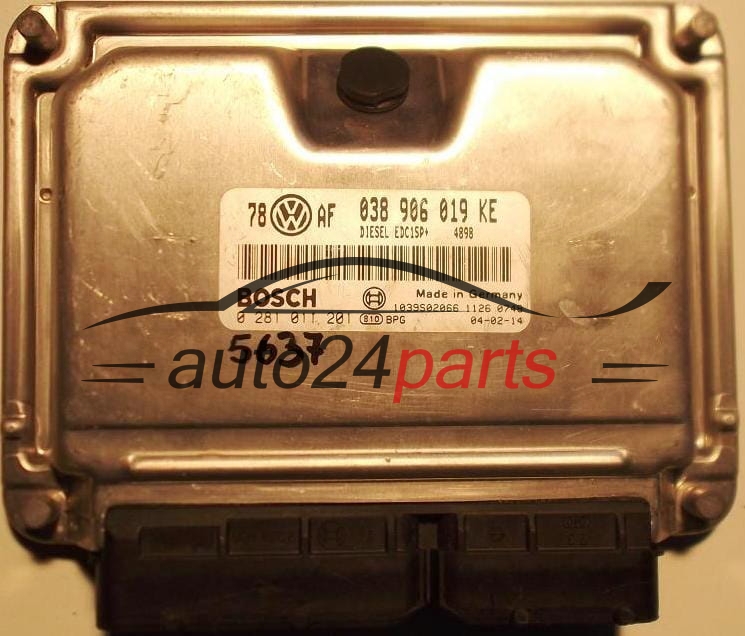 78 AF 038 906 019 KE
DIESEL EDC15P+ 4898
BOSCH Made in Germany
1039S02066 1126
0 281 011 201 810 BPG 04-02-14
5637
auto24parts